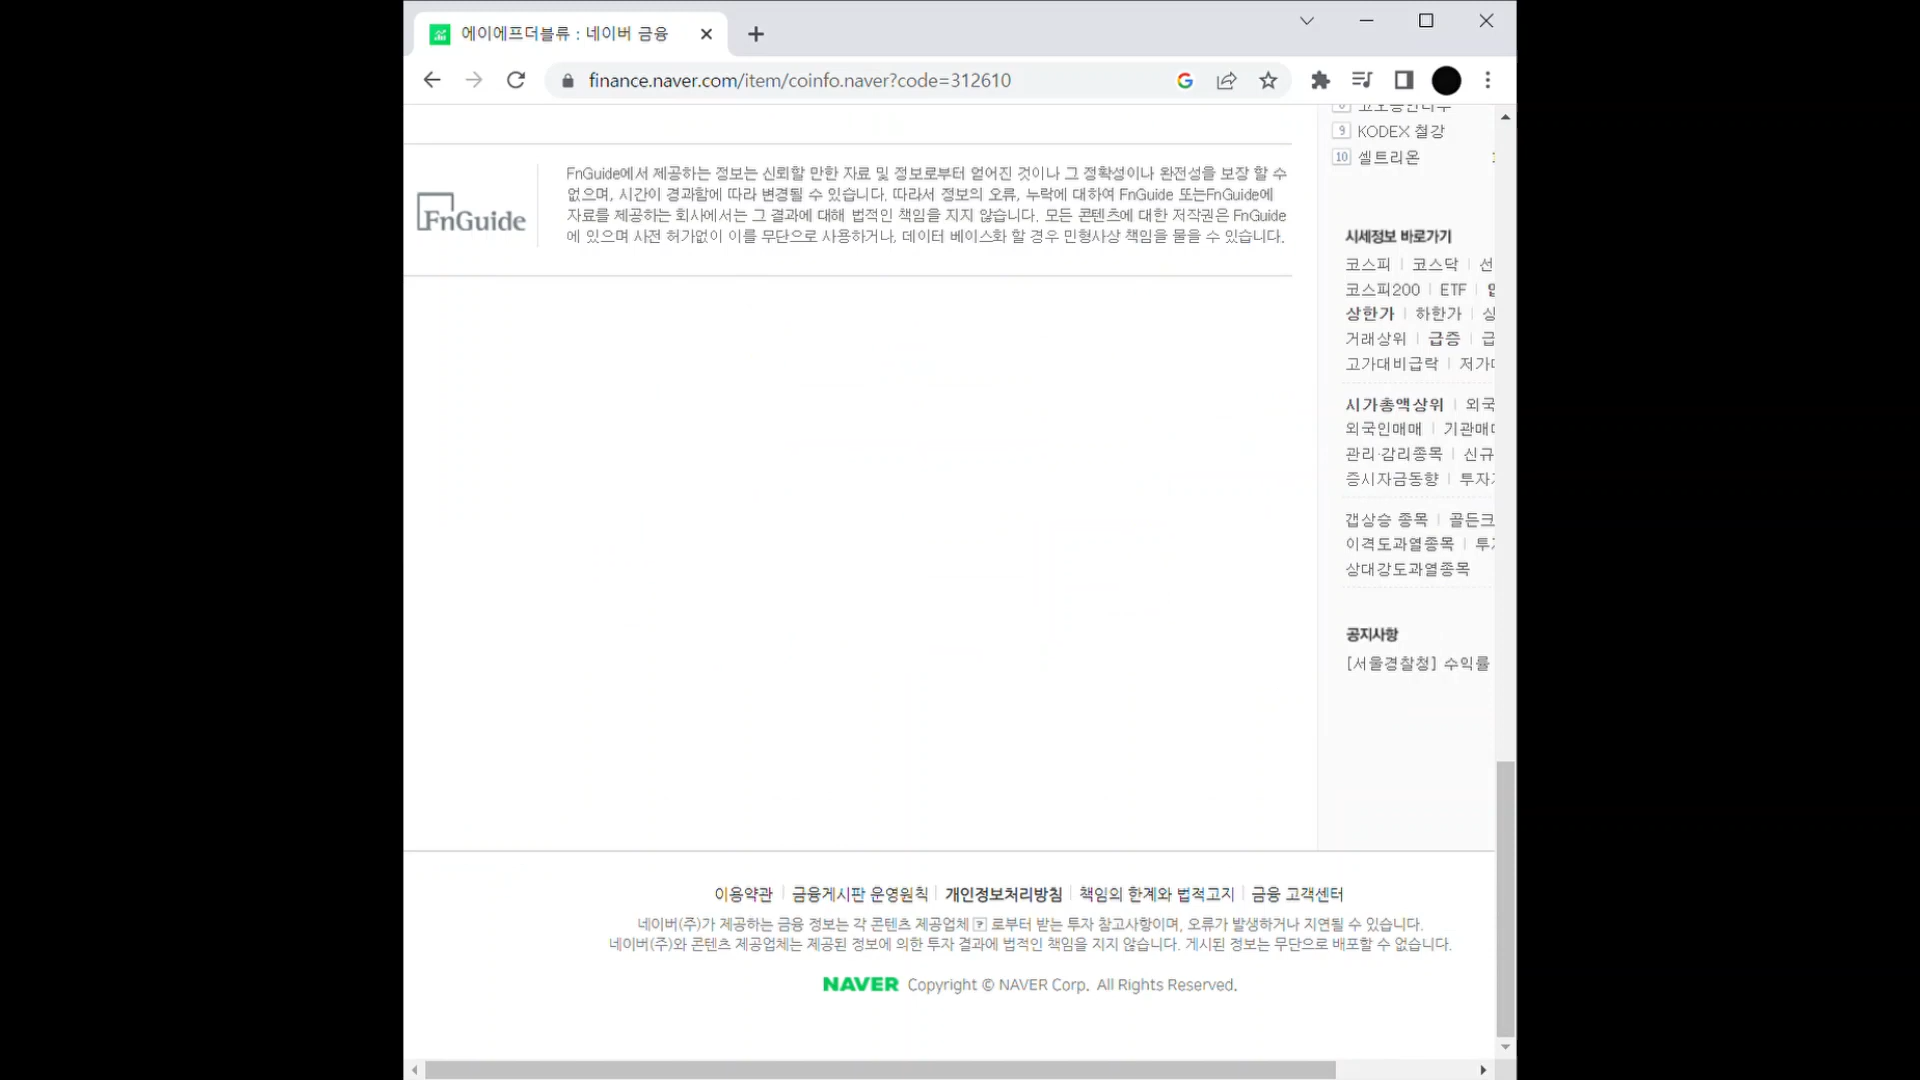 에이에프더블류 : 네이버 금융
finance.naver.com/item/coinfo.naver?code=312610
9 KODEX 철강
10 셀트리온
FnGuide
FnGuide에서 제공하는 정보는 신뢰할 만한 자료 및 정보로부터 얻어진 것이나 그 정확성이나 완전성을 보장 할 수
없으며, 시간이 경과함에 따라 변경될 수 있습니다. 따라서 정보의 오류, 누락에 대하여 FnGuide 또는FnGuide에
자료를 제공하는 회사에서는 그 결과에 대해 법적인 책임을 지지 않습니다. 모든 콘텐츠에 대한 저작권은 FnGuide
에 있으며 사전 허가없이 이를 무단으로 사용하거나, 데이터 베이스화 할 경우 민형사상 책임을 물을 수 있습니다.
시세정보 바로가기
코스피 | 코스닥 | 선
코스피200 | ETF
상한가 | 하한가 |
거래상위 | 급증 | 급
고가대비급락 | 저가
시가총액상위 | 외국
외국인매매 | 기관매
관리·감리종목 | 신규
증시자금동향 | 투자
갭상승 종목 | 골든크
이격도과열종목 |
상대강도과열종목
공지사항
[서울경찰청] 수익률
이용약관 | 금융게시판 운영원칙 | 개인정보처리방침 | 책임의 한계와 법적고지 | 금융 고객센터
네이버(주)가 제공하는 금융 정보는 각 콘텐츠 제공업체 ? 로부터 받는 투자 참고사항이며, 오류가 발생하거나 지연될 수 있습니다.
네이버(주)와 콘텐츠 제공업체는 제공된 정보에 의한 투자 결과에 법적인 책임을 지지 않습니다. 게시된 정보는 무단으로 배포할 수 없습니다.
NAVER Copyright © NAVER Corp. All Rights Reserved.